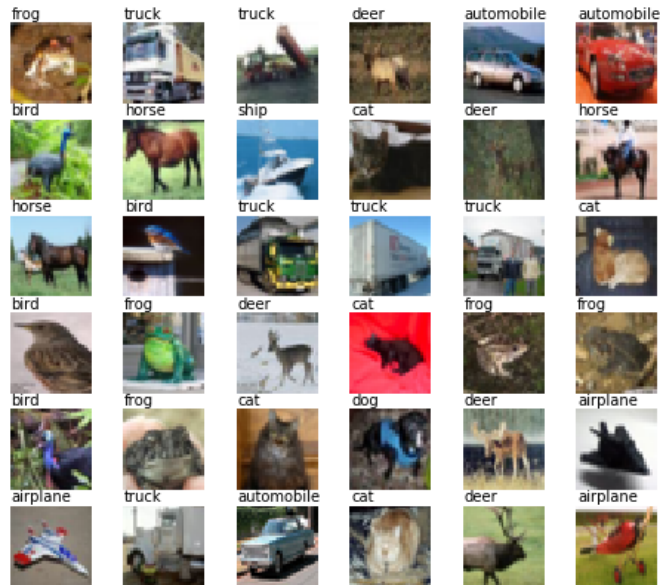 frog truck truck deer automobile automobile
bird horse ship cat deer horse
horse bird truck truck truck cat
bird frog deer cat frog frog
bird frog cat dog deer airplane
airplane truck automobile cat deer airplane